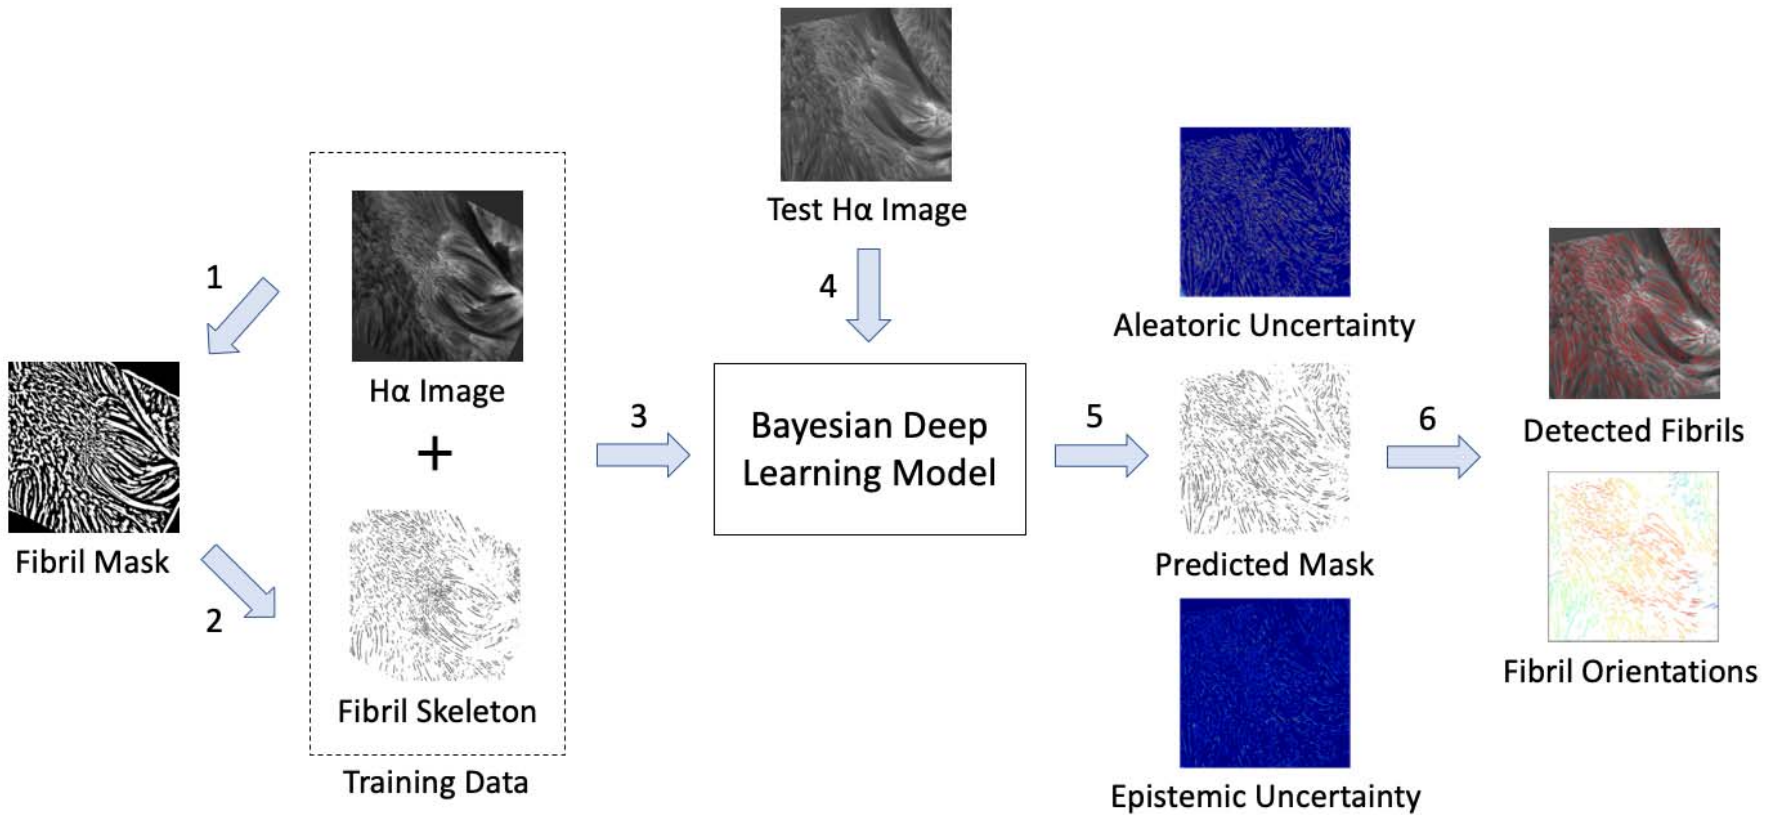 Test Hα Image
4
1
Hα Image
+
Fibril Mask
2
Fibril Skeleton
Training Data
3
Bayesian Deep
Learning Model
5
Aleatoric Uncertainty
Predicted Mask
Epistemic Uncertainty
6
Detected Fibrils
Fibril Orientations